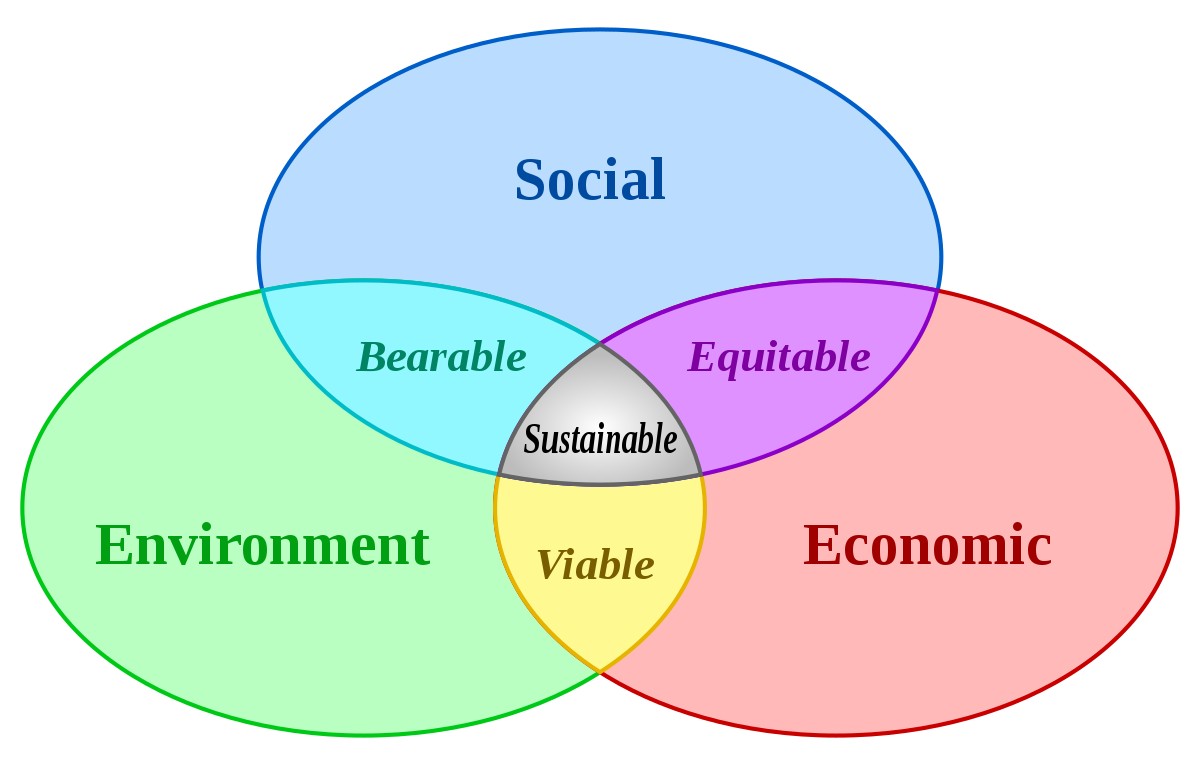 Social
Bearable
Equitable
Sustainable
Environment
Economic
Viable